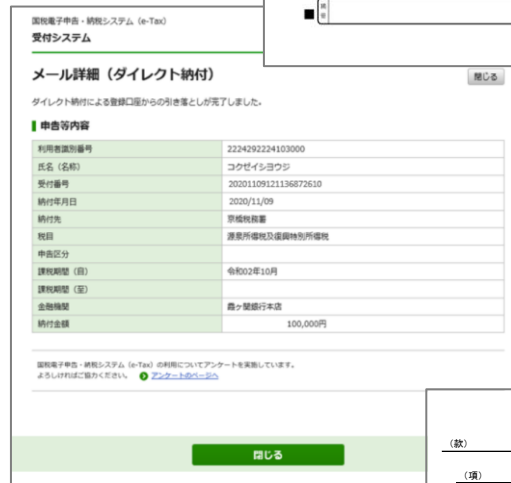 国税電子申告・納税システム（e-Tax）
受付システム
メール詳細（ダイレクト納付）
閉じる
ダイレクト納付による登録口座からの引き落としが完了しました。
申告等内容
利用者識別番号 2224292224103000
氏名（名称） コクゼイショウジ
受付番号 20201109121136872610
納付年月日 2020/11/09
納付先 京橋税務署
税目 源泉所得税及復興特別所得税
申告区分
課税期間（自） 令和02年10月
課税期間（至）
金融機関 霞ヶ関銀行本店
納付金額 100,000円
国税電子申告・納税システム（e-Tax）の利用についてアンケートを実施しています。
よろしければご協力ください。 アンケートのページへ
閉じる
（款）
（項）